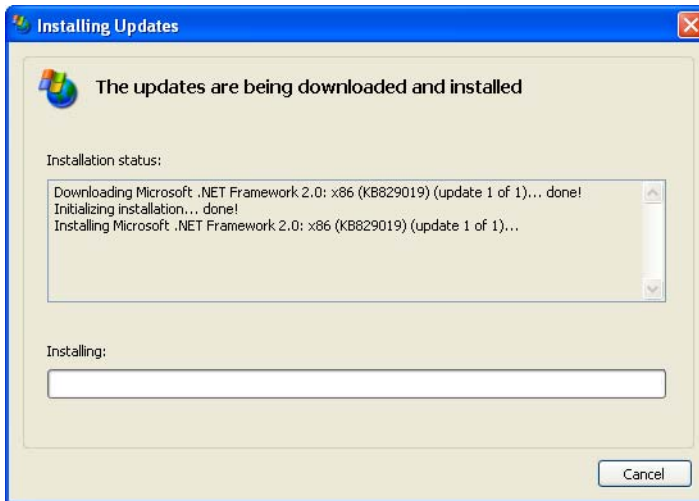 Installing Updates
The updates are being downloaded and installed
Installation status:
Downloading Microsoft .NET Framework 2.0: x86 (KB829019) (update 1 of 1)... done!
Initializing installation... done!
Installing Microsoft .NET Framework 2.0: x86 (KB829019) (update 1 of 1)...
Installing:
Cancel